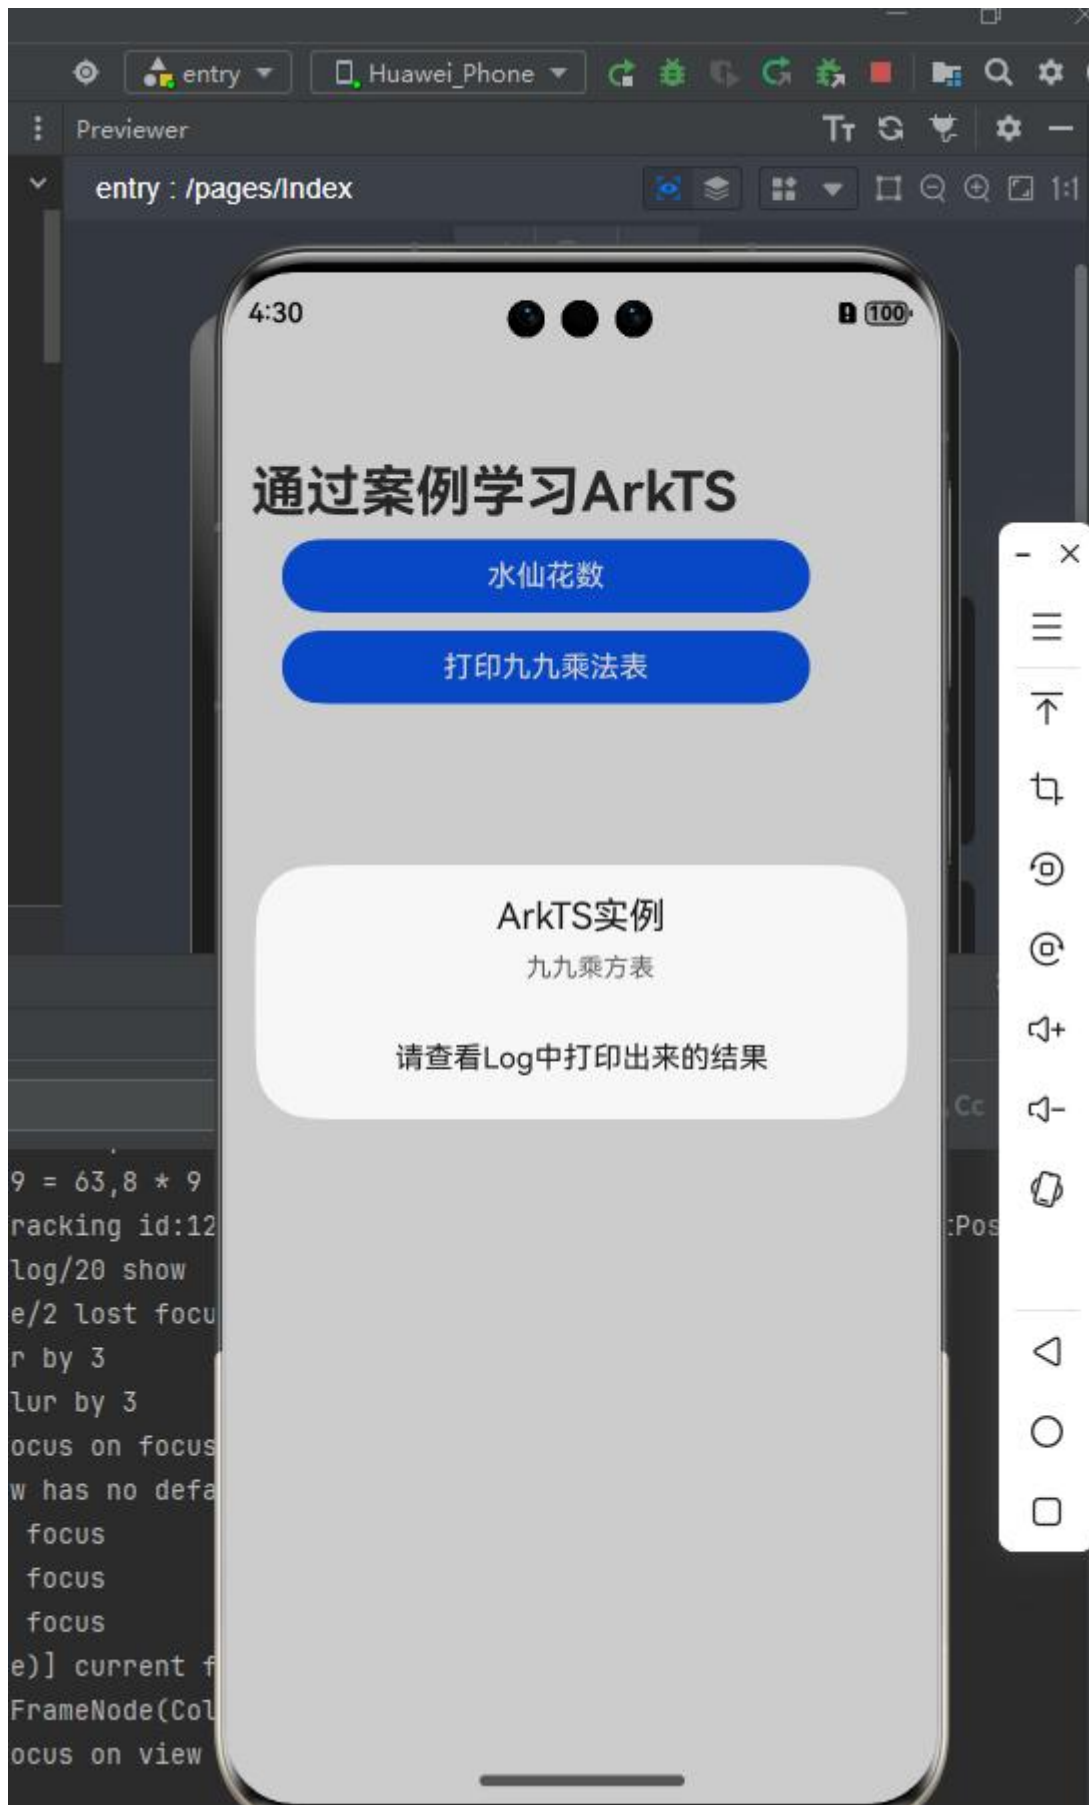 entry
Huawei_Phone
Previewer
Tт
entry : /pages/Index
1:1
4:30
100
通过案例学习ArkTS
水仙花数
打印九九乘法表
ArkTS实例
九九乘方表
请查看Log中打印出来的结果
Cc
9 = 63,8 * 9
racking id:12
:Pos
log/20 show
e/2 lost focu
r by 3
lur by 3
ocus on focus
w has no defa
focus
focus
focus
e)] current f
FrameNode(Col
ocus on view